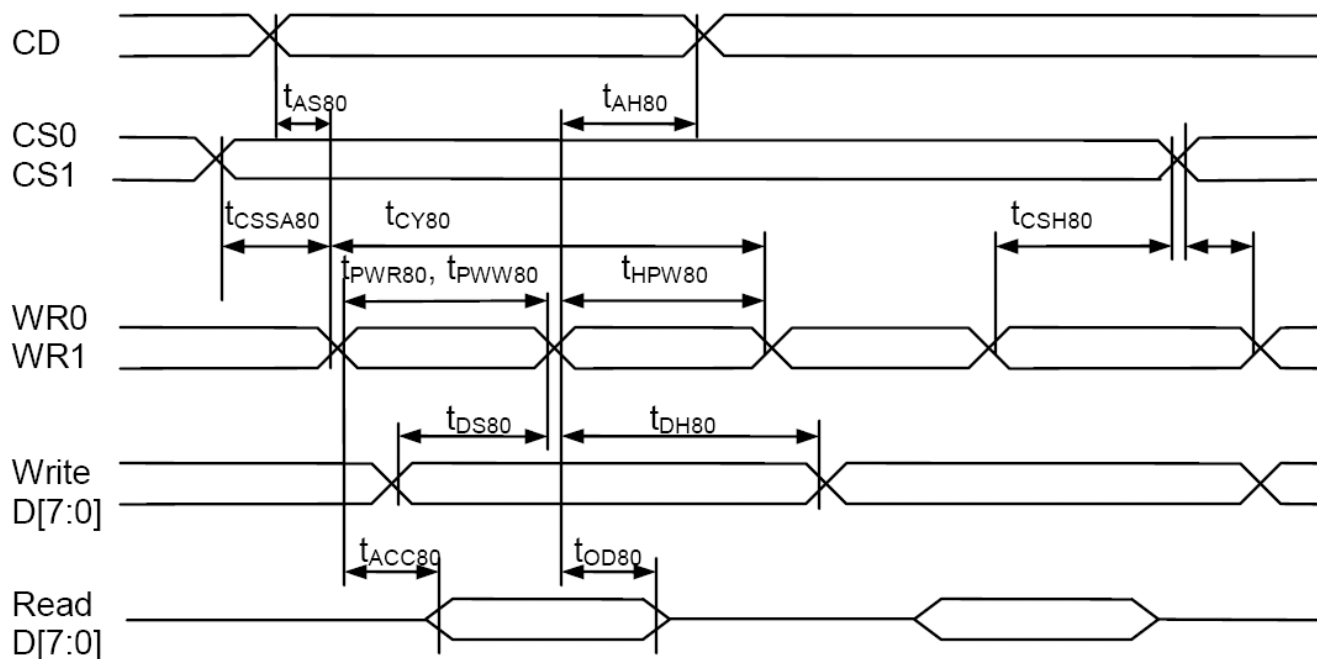 CD
tAS80 tAH80
CS0
CS1
tCSSA80 tCY80 tCSH80
tPWR80, tPWW80 tHPW80
WR0
WR1
tDS80 tDH80
Write
D[7:0]
tACC80 tOD80
Read
D[7:0]